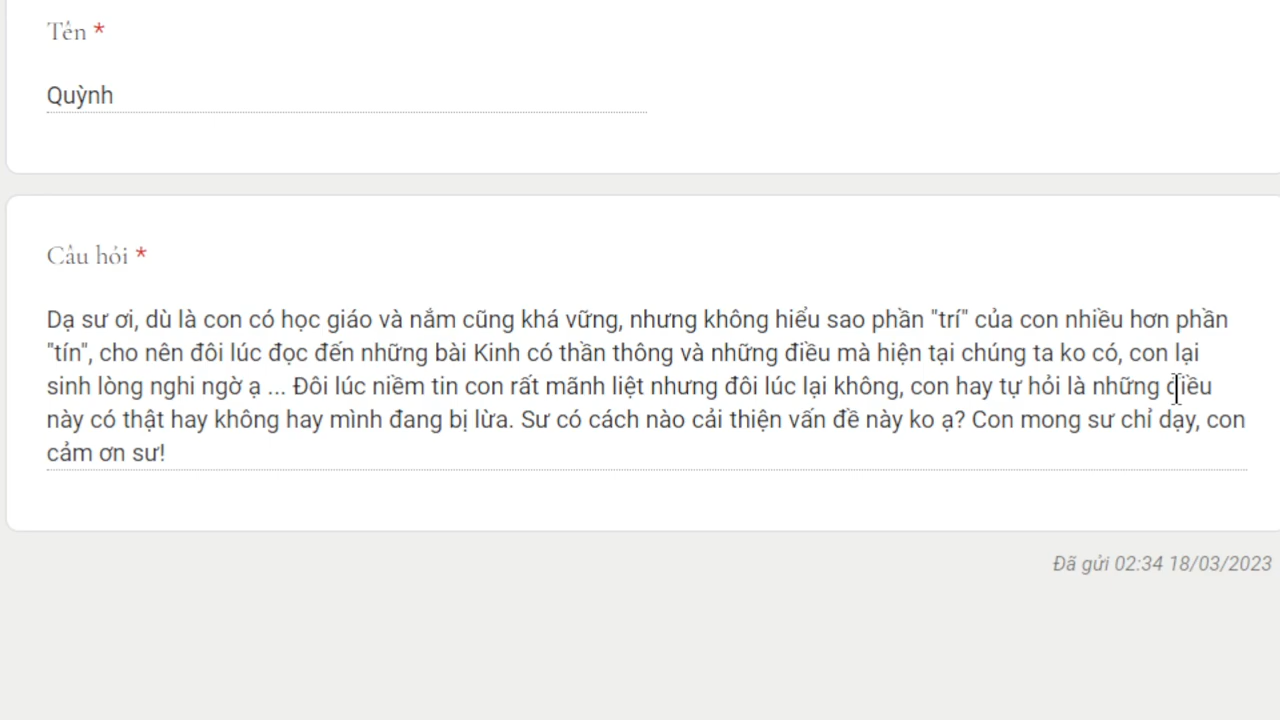 Tên *
Quỳnh
Câu hỏi *
Dạ sư ơi, dù là con có học giáo và nắm cũng khá vững, nhưng không hiểu sao phần "trí" của con nhiều hơn phần
"tín", cho nên đôi lúc đọc đến những bài Kinh có thần thông và những điều mà hiện tại chúng ta ko có, con lại
sinh lòng nghi ngờ ạ ... Đôi lúc niềm tin con rất mãnh liệt nhưng đôi lúc lại không, con hay tự hỏi là những điều
này có thật hay không hay mình đang bị lừa. Sư có cách nào cải thiện vấn đề này ko ạ? Con mong sư chỉ dạy, con
cảm ơn sư!
Đã gửi 02:34 18/03/2023